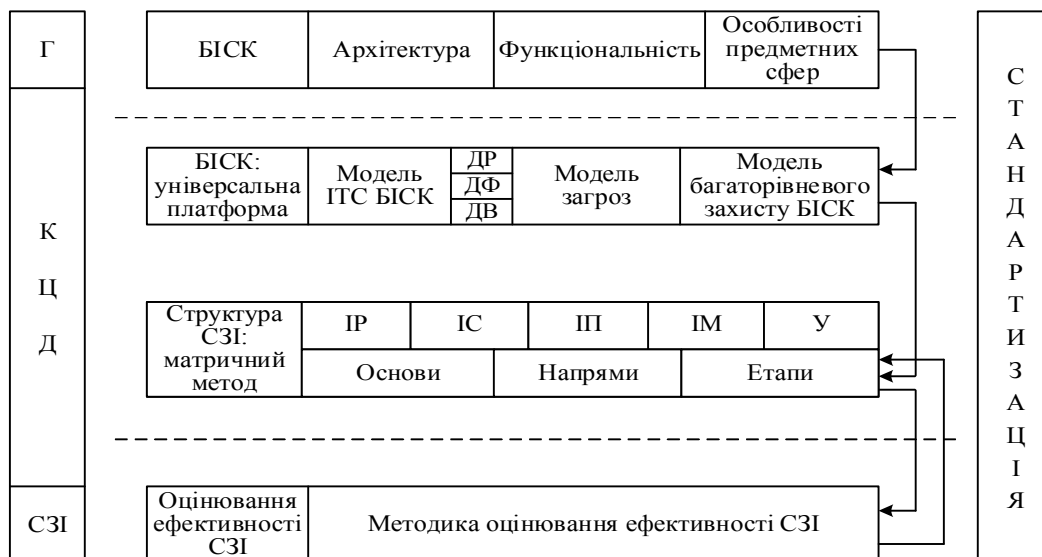 Г
БІСК
Архітектура
Функціональність
Особливості
предметних
сфер
К
Ц
Д
БІСК:
універсальна
платформа
Модель
ІТС БІСК
ДР
ДФ
ДВ
Модель
загроз
Модель
багаторівневого
захисту БІСК
Структура
СЗІ:
матричний
метод
ІР
ІС
ІП
ІМ
У
Основи
Напрями
Етапи
СЗІ
Оцінювання
ефективності
СЗІ
Методика оцінювання ефективності СЗІ
С
Т
А
Н
Д
А
Р
Т
И
З
А
Ц
І
Я